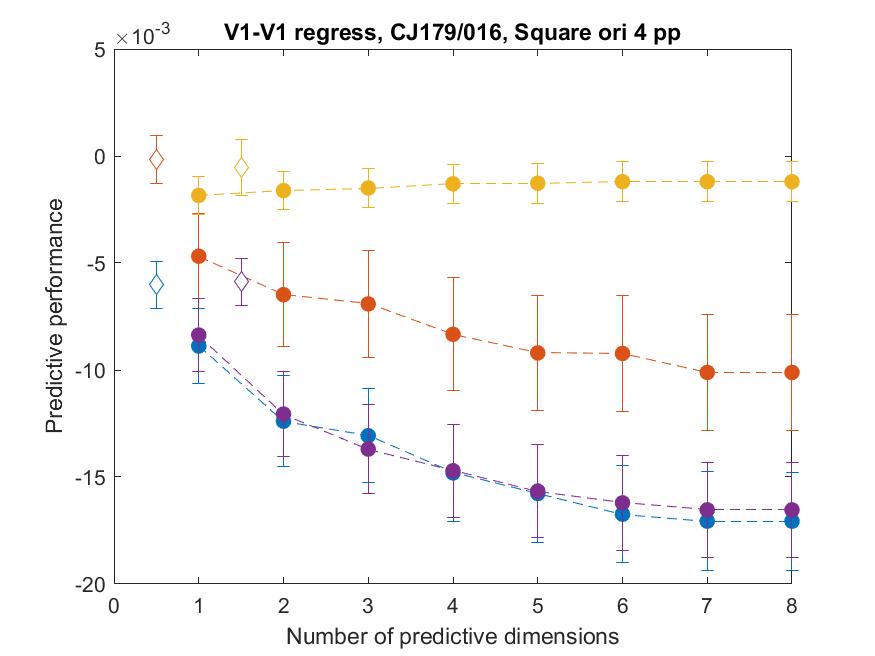 V1-V1 regress, CJ179/016, Square ori 4 pp
×10-3
5
0
-5
-10
-15
-20
Predictive performance
0 1 2 3 4 5 6 7 8
Number of predictive dimensions